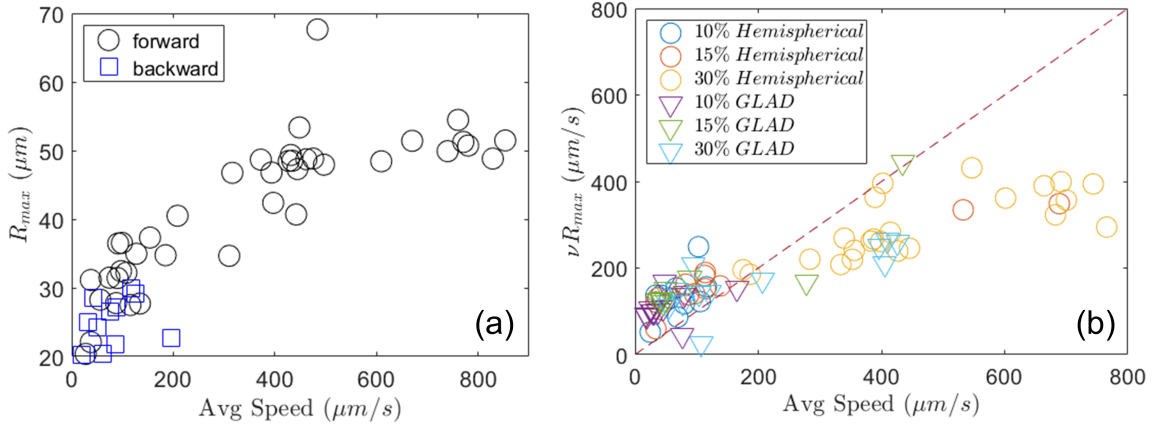 70
60
50
40
30
20
0
200
400
600
800
R_max (μm)
Avg Speed (μm/s)
forward
backward
(a)
800
600
400
200
0
0
200
400
600
800
νR_max (μm/s)
Avg Speed (μm/s)
10% Hemispherical
15% Hemispherical
30% Hemispherical
10% GLAD
15% GLAD
30% GLAD
(b)